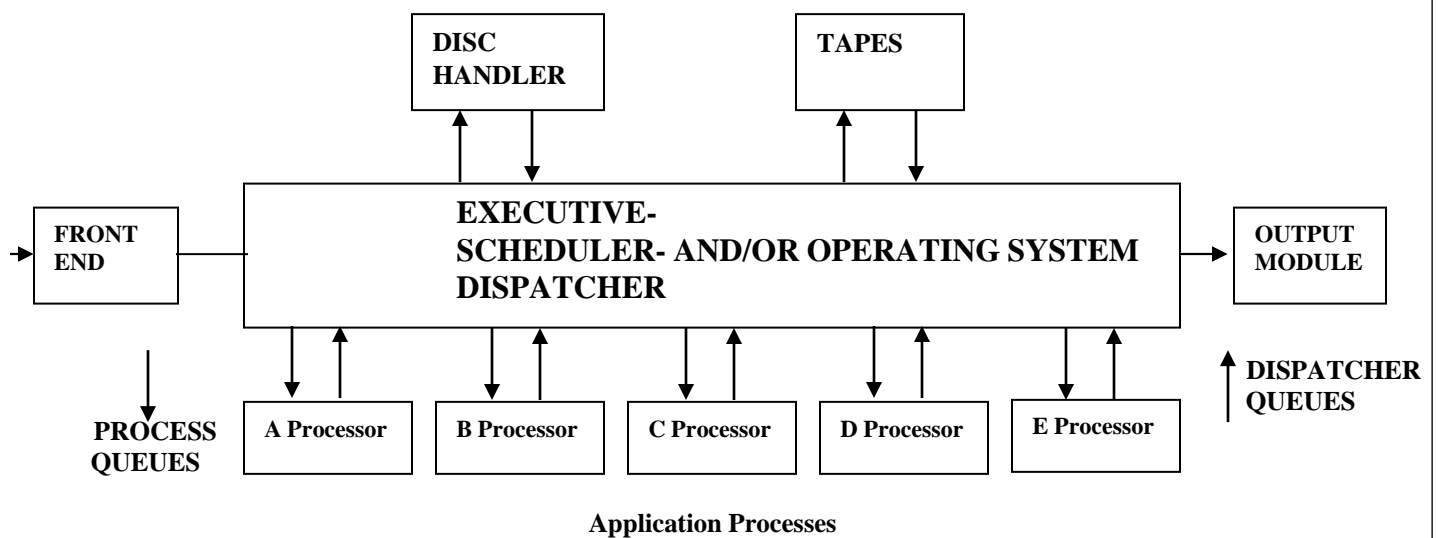 DISC
HANDLER
TAPES
FRONT
END
EXECUTIVE-
SCHEDULER- AND/OR OPERATING SYSTEM
DISPATCHER
OUTPUT
MODULE
PROCESS
QUEUES
A Processor
B Processor
C Processor
D Processor
E Processor
DISPATCHER
QUEUES
Application Processes